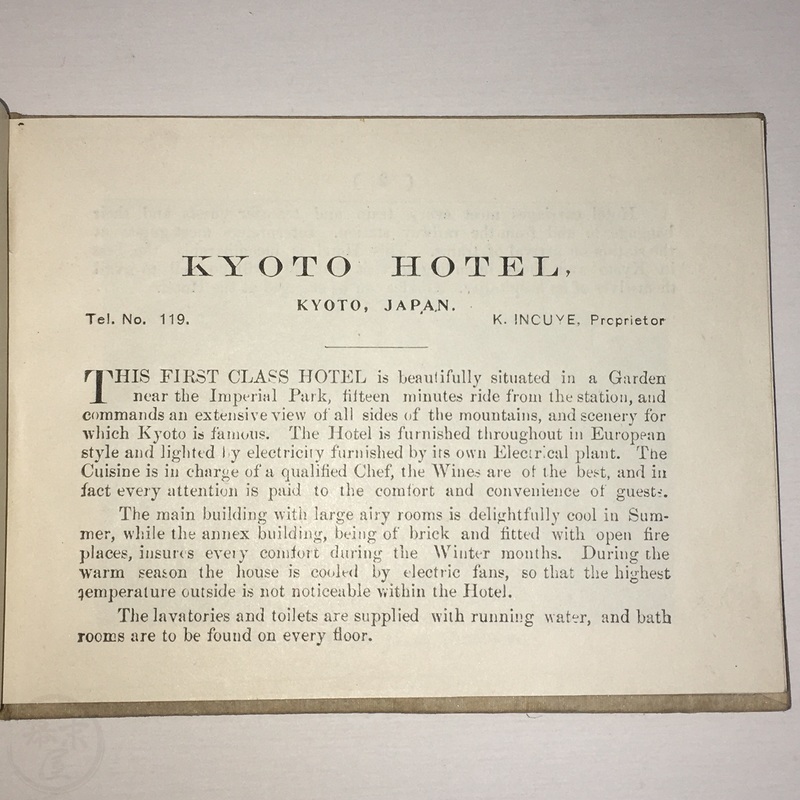 KYOTO HOTEL,
KYOTO, JAPAN.
Tel. No. 119. K. INCUYE, Prcprietor
THIS FIRST CLASS HOTEL is beautifully situated in a Garden
near the Imperial Park, fifteen minutes ride from the station, and
commands an extensive view of all sides of the mountains, and scenery for
which Kyoto is famous. The Hotel is furnished throughout in European
style and lighted by electricity furnished by its own Electrical plant. The
Cuisine is in charge of a qualified Chef, the Wines are of the best, and in
fact every attention is paid to the comfort and convenience of guests.
The main building with large airy rooms is delightfully cool in Sum-
mer, while the annex building, being of brick and fitted with open fire
places, insures every comfort during the Winter months. During the
warm season the house is cooled by electric fans, so that the highest
temperature outside is not noticeable within the Hotel.
The lavatories and toilets are supplied with running water, and bath
rooms are to be found on every floor.